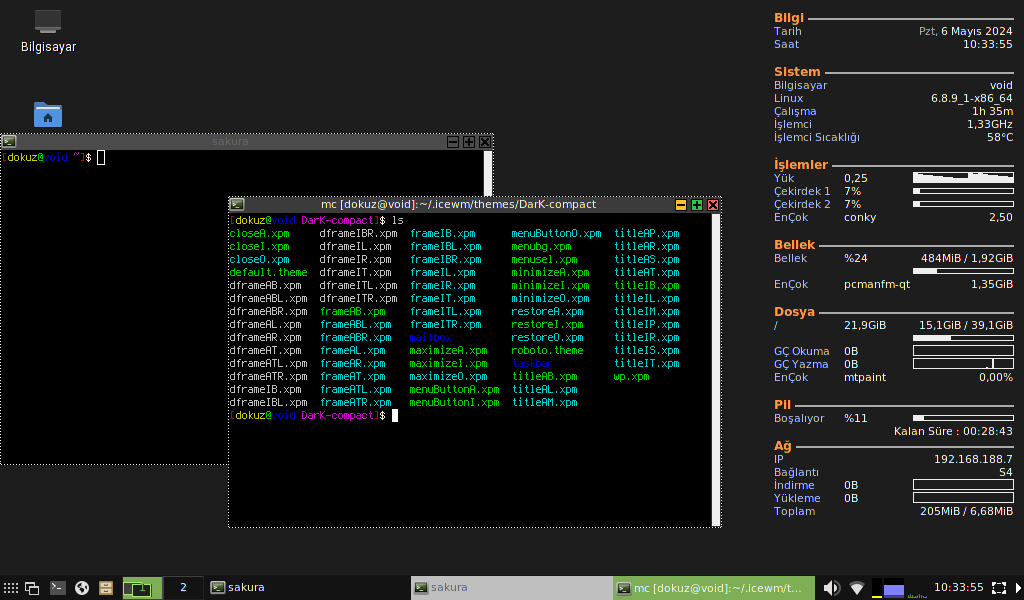 Bilgisayar
sakura
[dokuz@void ~]$
mc [dokuz@void]:~/.icewm/themes/DarK-compact
[dokuz@void DarK-compact]$ ls
closeA.xpm dframeIBR.xpm frameIB.xpm menuButtonO.xpm titleAP.xpm
closeI.xpm dframeIL.xpm frameIBL.xpm menubg.xpm titleAR.xpm
closeO.xpm dframeIR.xpm frameIBR.xpm menusel.xpm titleAS.xpm
default.theme dframeIT.xpm frameIL.xpm minimizeA.xpm titleAT.xpm
dframeAB.xpm dframeITL.xpm frameIR.xpm minimizeI.xpm titleIB.xpm
dframeABL.xpm dframeITR.xpm frameIT.xpm minimizeO.xpm titleIL.xpm
dframeABR.xpm frameAB.xpm frameITL.xpm restoreA.xpm titleIM.xpm
dframeAL.xpm frameABL.xpm frameITR.xpm restoreI.xpm titleIP.xpm
dframeAR.xpm frameABR.xpm mailbox restoreO.xpm titleIR.xpm
dframeAT.xpm frameAL.xpm maximizeA.xpm roboto.theme titleIS.xpm
dframeATL.xpm frameAR.xpm maximizeI.xpm taskbar titleIT.xpm
dframeATR.xpm frameAT.xpm maximizeO.xpm titleAB.xpm wp.xpm
dframeIB.xpm frameATL.xpm menuButtonA.xpm titleAL.xpm
dframeIBL.xpm frameATR.xpm menuButtonI.xpm titleAM.xpm
[dokuz@void DarK-compact]$
Bilgi
Tarih Pzt, 6 Mayıs 2024
Saat 10:33:55
Sistem
Bilgisayar void
Linux 6.8.9_1-x86_64
Çalışma 1h 35m
İşlemci 1,33GHz
İşlemci Sıcaklığı 58°C
İşlemler
Yük 0,25
Çekirdek 1 7%
Çekirdek 2 7%
EnÇok conky 2,50
Bellek
Bellek %24 484MiB / 1,92GiB
EnÇok pcmanfm-qt 1,35GiB
Dosya
/ 21,9GiB 15,1GiB / 39,1GiB
GÇ Okuma 0B
GÇ Yazma 0B
EnÇok mtpaint 0,00%
Pil
Boşalıyor %11
Kalan Süre : 00:28:43
Ağ
IP 192.168.188.7
Bağlantı S4
İndirme 0B
Yükleme 0B
Toplam 205MiB / 6,68MiB
1 2 sakura sakura mc [dokuz@void]:~/.icewm/t... 10:33:55